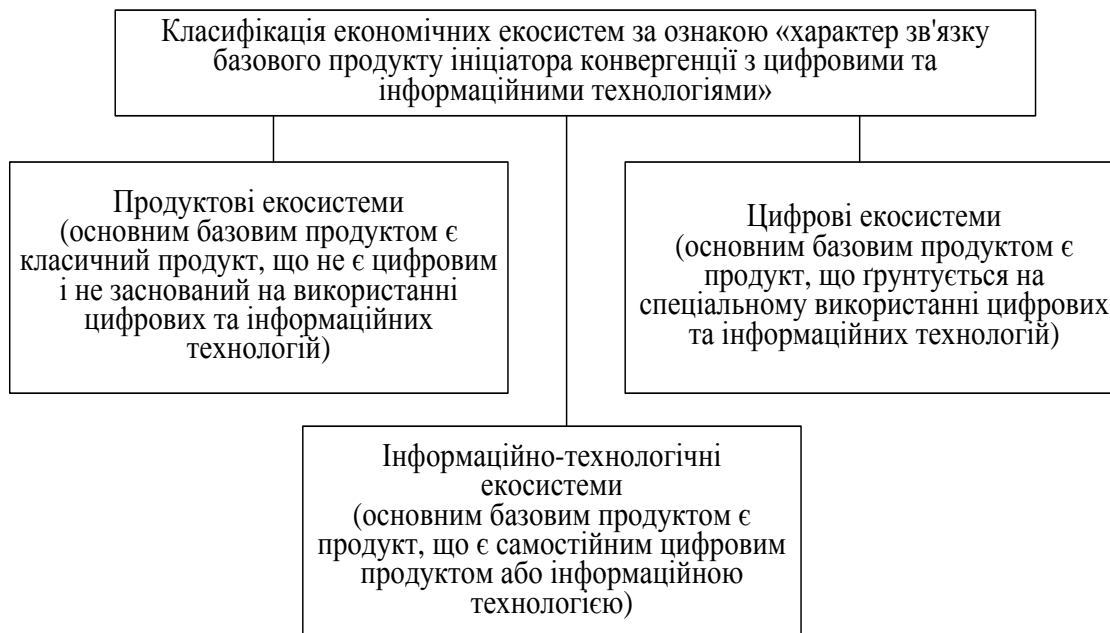 Класифікація економічних екосистем за ознакою «характер зв'язку
базового продукту ініціатора конвергенції з цифровими та
інформаційними технологіями»
Продуктові екосистеми
(основним базовим продуктом є
класичний продукт, що не є цифровим
і не заснований на використанні
цифрових та інформаційних
технологій)
Цифрові екосистеми
(основним базовим продуктом є
продукт, що ґрунтується на
спеціальному використанні цифрових
та інформаційних технологій)
Інформаційно-технологічні
екосистеми
(основним базовим продуктом є
продукт, що є самостійним цифровим
продуктом або інформаційною
технологією)